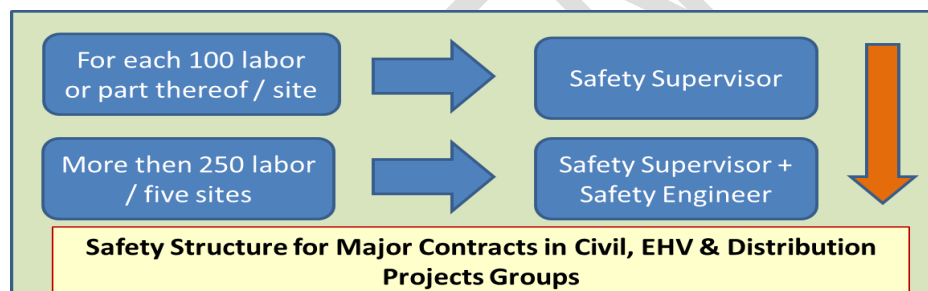 For each 100 labor
or part thereof / site
Safety Supervisor
More then 250 labor
/ five sites
Safety Supervisor +
Safety Engineer
Safety Structure for Major Contracts in Civil, EHV & Distribution
Projects Groups